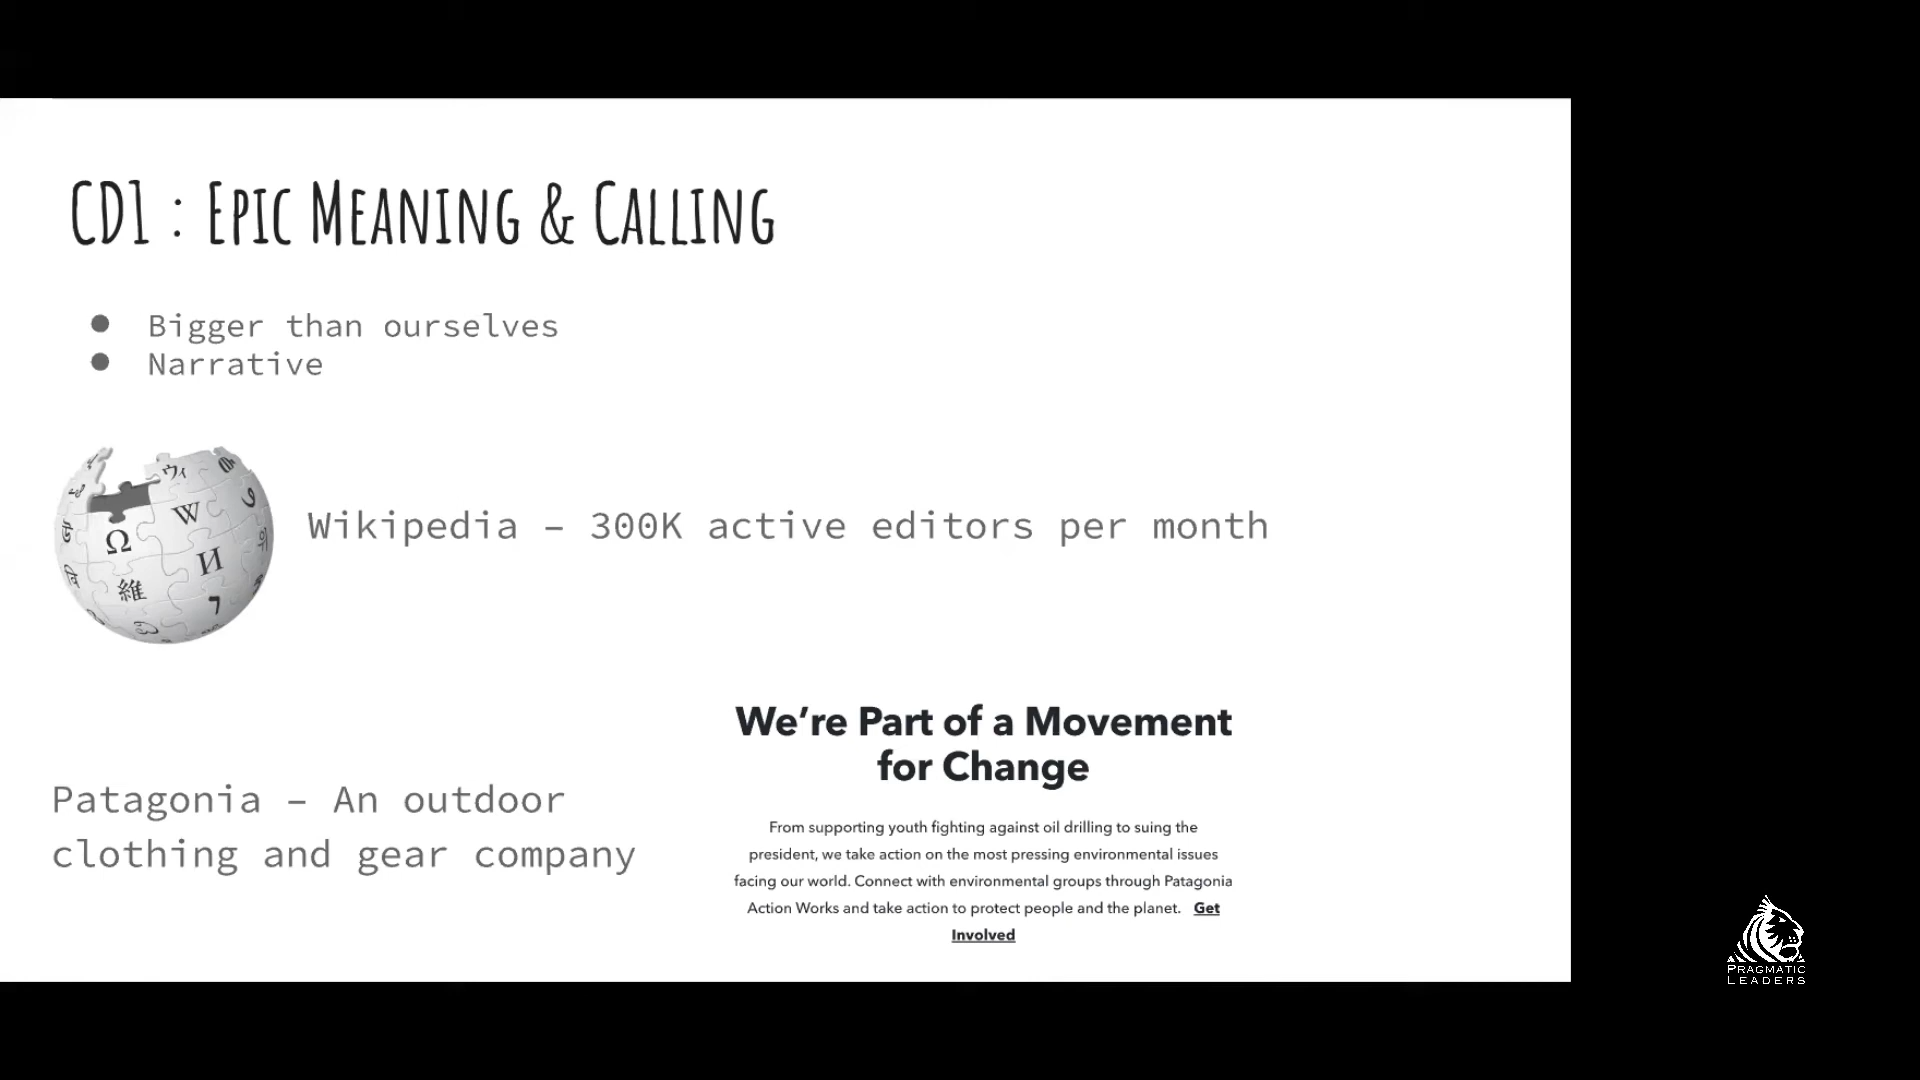 CD1 : Epic Meaning & Calling
● Bigger than ourselves
● Narrative
Ω W И 維 ウィ
Wikipedia – 300K active editors per month
We’re Part of a Movement
for Change
From supporting youth fighting against oil drilling to suing the
president, we take action on the most pressing environmental issues
facing our world. Connect with environmental groups through Patagonia
Action Works and take action to protect people and the planet. Get
Involved
Patagonia – An outdoor
clothing and gear company
PRAGMATIC
LEADERS